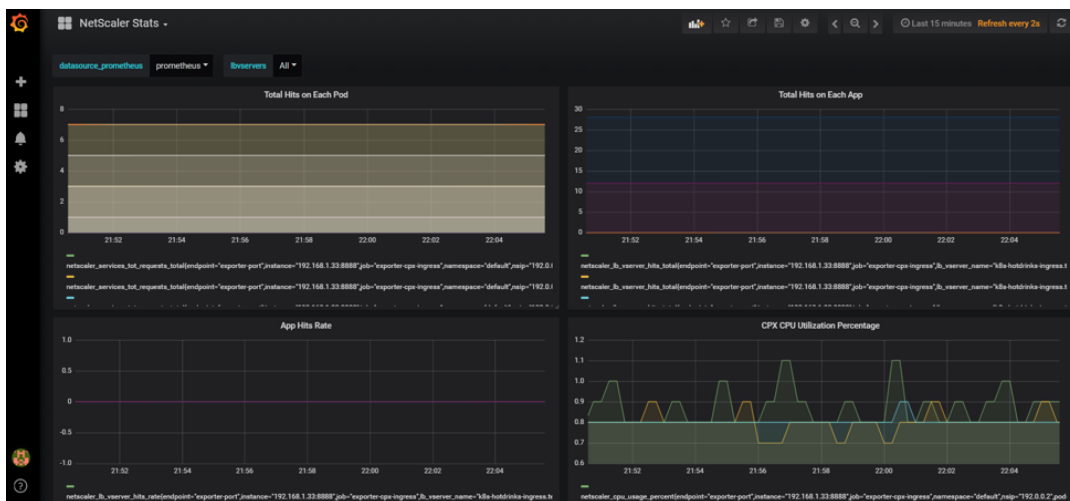 NetScaler Stats
Last 15 minutes Refresh every 2s
datasource_prometheus prometheus lbvservers All
Total Hits on Each Pod
8
6
4
2
0
21:52 21:54 21:56 21:58 22:00 22:02 22:04
netscaler_services_tot_requests_total{endpoint="exporter-port",instance="192.168.1.33:8888",job="exporter-cpx-ingress",namespace="default",nsip="192.0.
netscaler_services_tot_requests_total{endpoint="exporter-port",instance="192.168.1.33:8888",job="exporter-cpx-ingress",namespace="default",nsip="192.0.
Total Hits on Each App
30
25
20
15
10
5
0
21:52 21:54 21:56 21:58 22:00 22:02 22:04
netscaler_lb_vserver_hits_total{endpoint="exporter-port",instance="192.168.1.33:8888",job="exporter-cpx-ingress",lb_vserver_name="k8s-hotdrinks-ingress.
netscaler_lb_vserver_hits_total{endpoint="exporter-port",instance="192.168.1.33:8888",job="exporter-cpx-ingress",lb_vserver_name="k8s-hotdrinks-ingress.
App Hits Rate
1.0
0.5
0
-0.5
-1.0
21:52 21:54 21:56 21:58 22:00 22:02 22:04
netscaler_lb_vserver_hits_rate{endpoint="exporter-port",instance="192.168.1.33:8888",job="exporter-cpx-ingress",lb_vserver_name="k8s-hotdrinks-ingress.
CPX CPU Utilization Percentage
1.2
1.1
1.0
0.9
0.8
0.7
0.6
21:52 21:54 21:56 21:58 22:00 22:02 22:04
netscaler_cpu_usage_percent{endpoint="exporter-port",instance="192.168.1.33:8888",job="exporter-cpx-ingress",namespace="default",nsip="192.0.0.2",pod